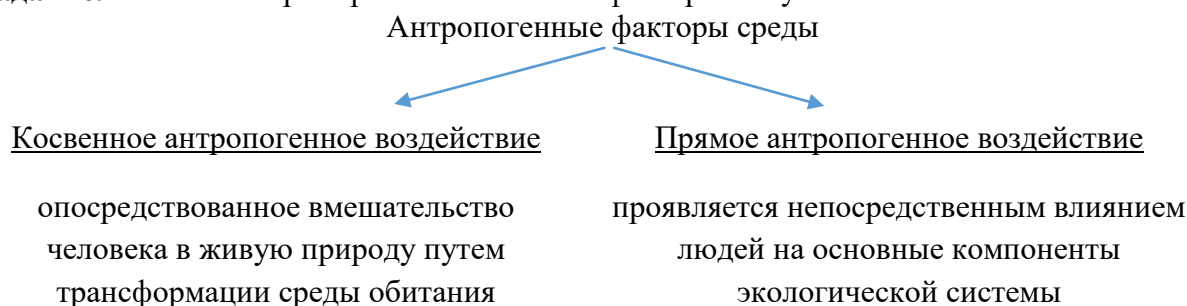 Антропогенные факторы среды
Косвенное антропогенное воздействие
опосредствованное вмешательство
человека в живую природу путем
трансформации среды обитания
Прямое антропогенное воздействие
проявляется непосредственным влиянием
людей на основные компоненты
экологической системы